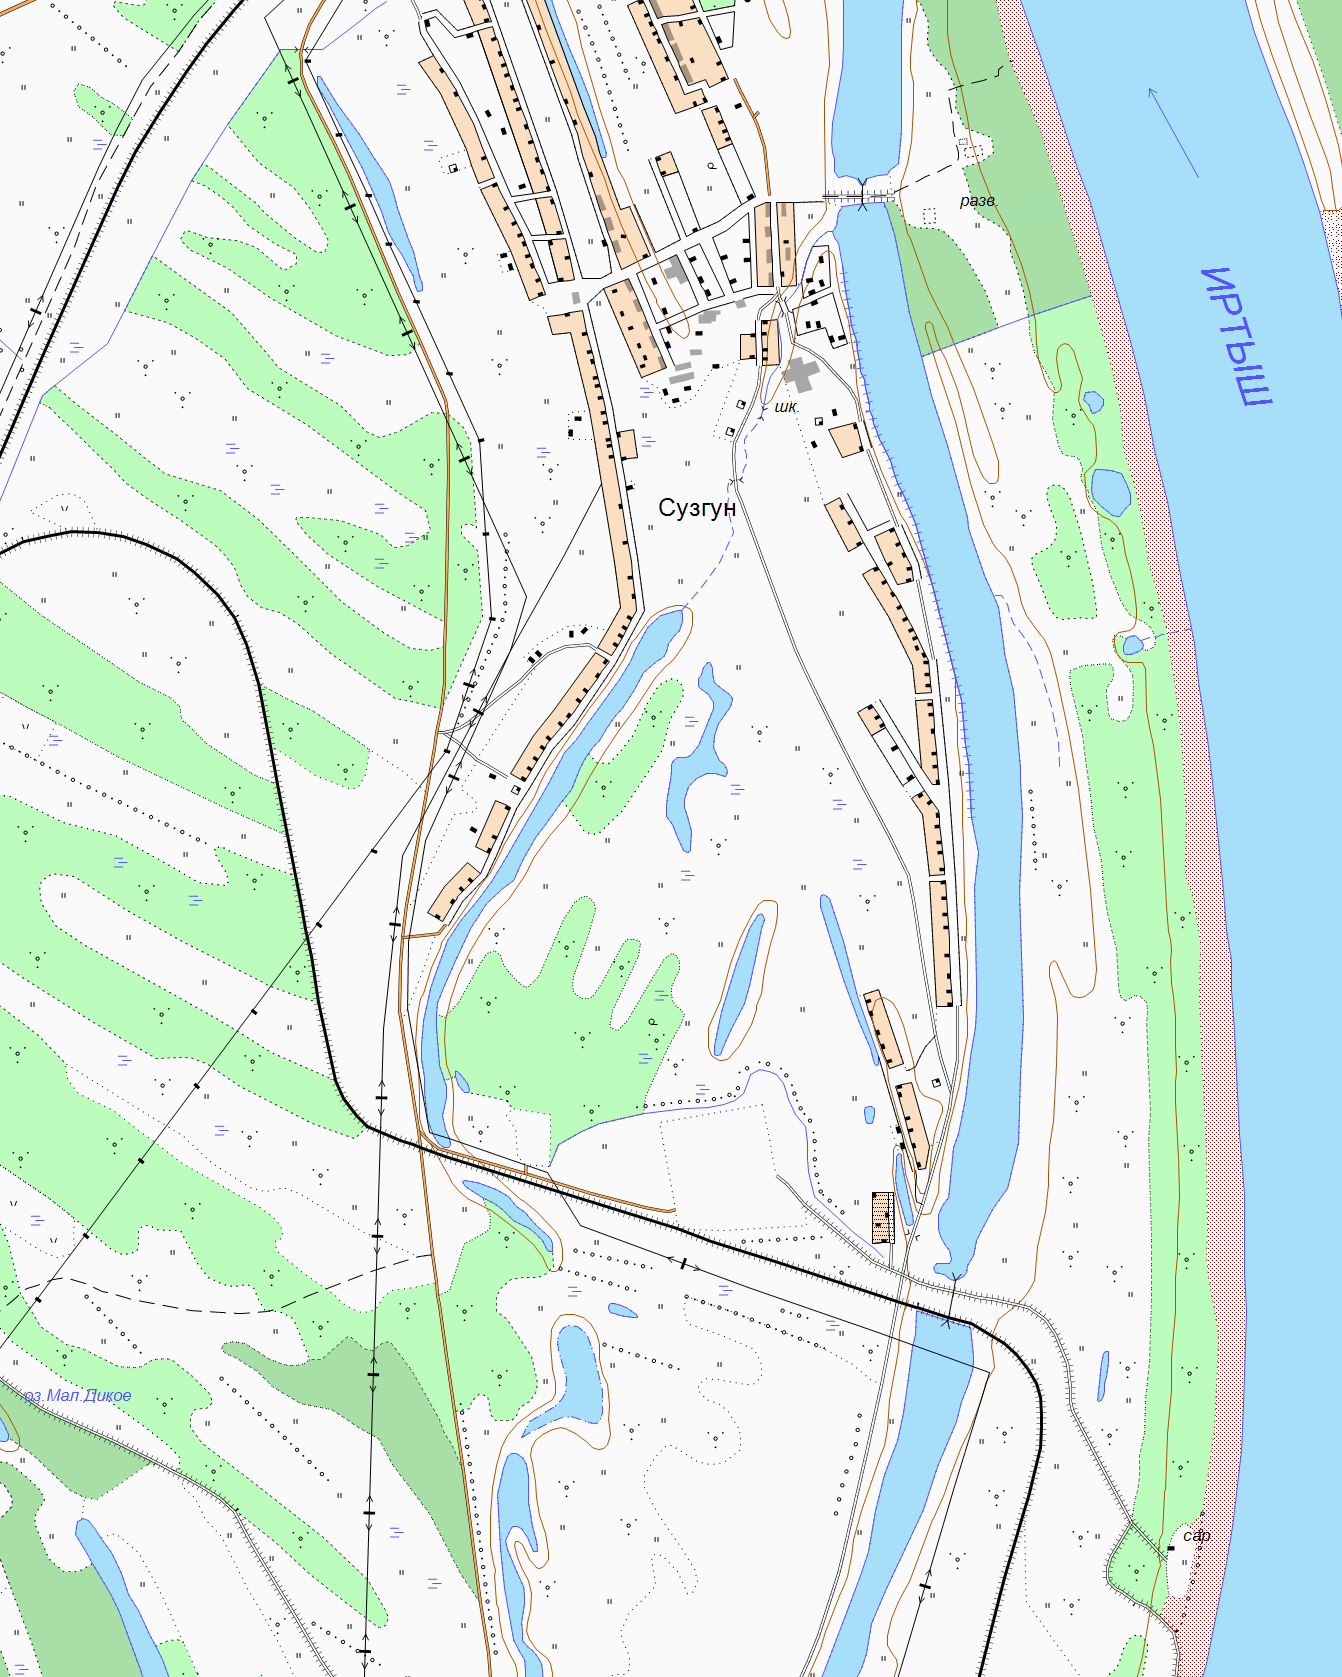 разв.
ИРТЫШ
шк.
Сузгун
оз.Мал.Дикое
сар.